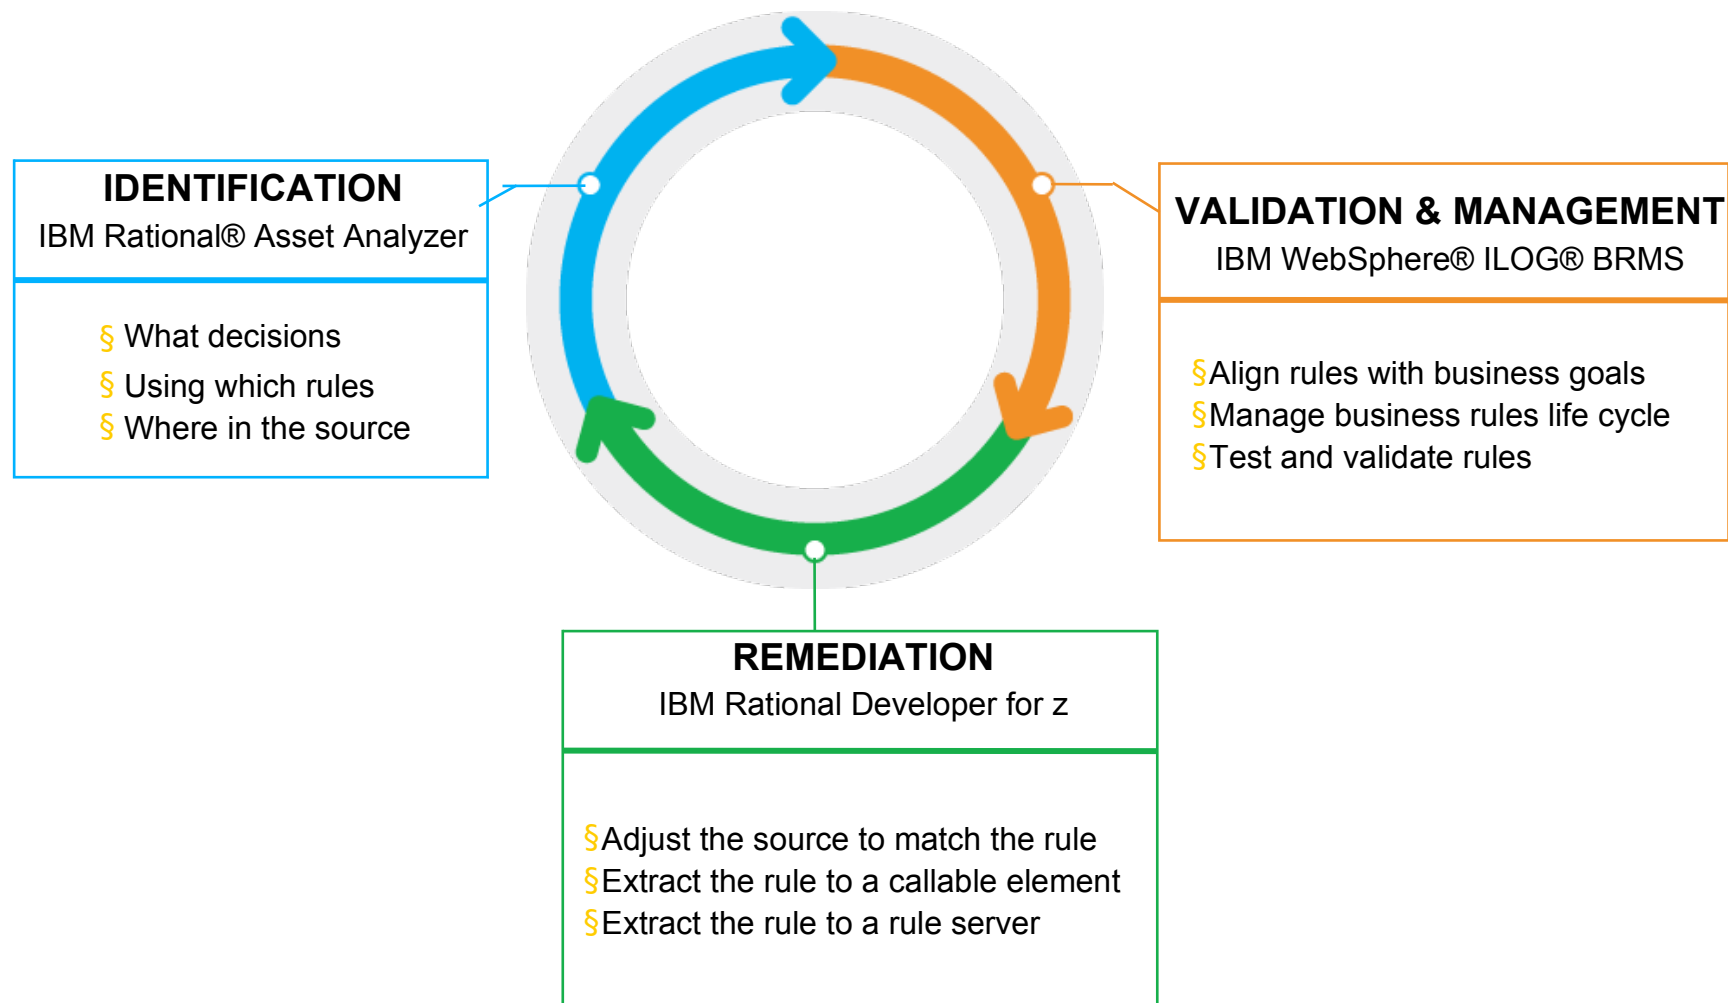 IDENTIFICATION
IBM Rational® Asset Analyzer
§ What decisions
§ Using which rules
§ Where in the source
VALIDATION & MANAGEMENT
IBM WebSphere® ILOG® BRMS
§Align rules with business goals
§Manage business rules life cycle
§Test and validate rules
REMEDIATION
IBM Rational Developer for z
§Adjust the source to match the rule
§Extract the rule to a callable element
§Extract the rule to a rule server